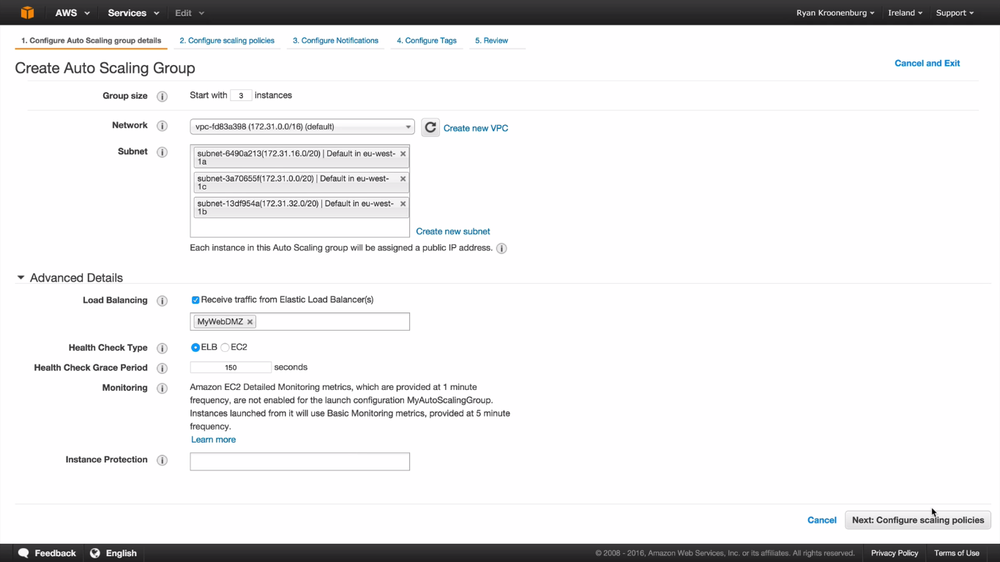 AWS Services Edit Ryan Kroonenburg Ireland Support
1. Configure Auto Scaling group details 2. Configure scaling policies 3. Configure Notifications 4. Configure Tags 5. Review
Create Auto Scaling Group
Cancel and Exit
Group size i Start with 3 instances
Network i vpc-fd83a398 (172.31.0.0/16) (default) Create new VPC
Subnet i subnet-6490a213(172.31.16.0/20) | Default in eu-west-
1a
subnet-3a70655f(172.31.0.0/20) | Default in eu-west-
1c
subnet-13df954a(172.31.32.0/20) | Default in eu-west-
1b
Create new subnet
Each instance in this Auto Scaling group will be assigned a public IP address. i
Advanced Details
Load Balancing i Receive traffic from Elastic Load Balancer(s)
MyWebDMZ ×
Health Check Type i ELB EC2
Health Check Grace Period i 150 seconds
Monitoring i Amazon EC2 Detailed Monitoring metrics, which are provided at 1 minute
frequency, are not enabled for the launch configuration MyAutoScalingGroup.
Instances launched from it will use Basic Monitoring metrics, provided at 5 minute
frequency.
Learn more
Instance Protection i
Cancel Next: Configure scaling policies
Feedback English © 2008 - 2016, Amazon Web Services, Inc. or its affiliates. All rights reserved. Privacy Policy Terms of Use